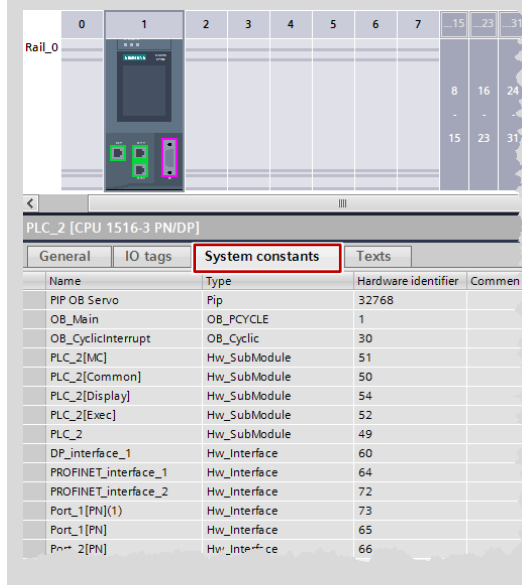 0 1 2 3 4 5 6 7 ...15 ...23 ...31
Rail_0
SIEMENS
8 16 24
- - -
15 23 31
PLC_2 [CPU 1516-3 PN/DP]
General IO tags System constants Texts
Name Type Hardware identifier Commen
PIP OB Servo Pip 32768
OB_Main OB_PCYCLE 1
OB_CyclicInterrupt OB_Cyclic 30
PLC_2[MC] Hw_SubModule 51
PLC_2[Common] Hw_SubModule 50
PLC_2[Display] Hw_SubModule 54
PLC_2[Exec] Hw_SubModule 52
PLC_2 Hw_SubModule 49
DP_interface_1 Hw_Interface 60
PROFINET_interface_1 Hw_Interface 64
PROFINET_interface_2 Hw_Interface 72
Port_1[PN](1) Hw_Interface 73
Port_1[PN] Hw_Interface 65
Port_2[PN] Hw_Interface 66